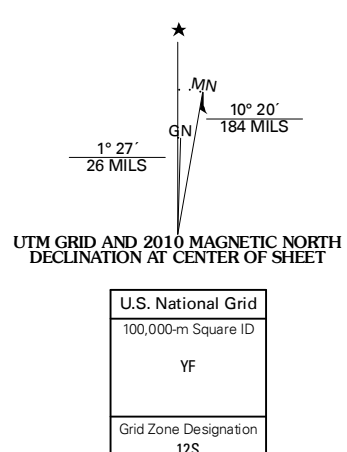 ★
MN
10° 20´
184 MILS
GN
1° 27´
26 MILS
UTM GRID AND 2010 MAGNETIC NORTH
DECLINATION AT CENTER OF SHEET
U.S. National Grid
100,000-m Square ID
YF
Grid Zone Designation
12S